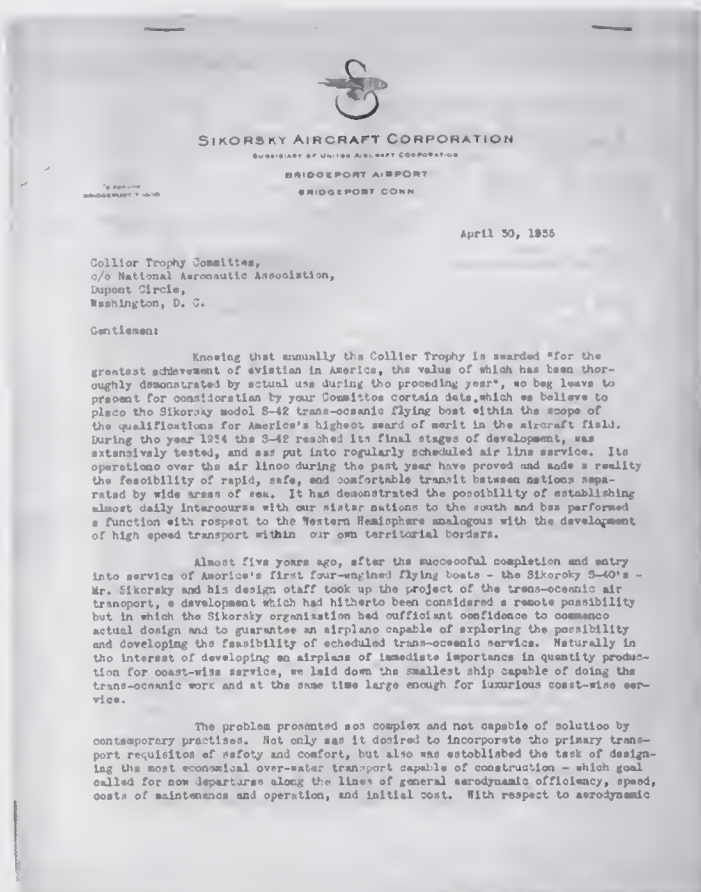 SIKORSKY AIRCRAFT CORPORATION
SUBSIDIARY OF UNITED AIRCRAFT CORPORATION
BRIDGEPORT AIRPORT
BRIDGEPORT CONN
April 30, 1935
Collier Trophy Committee,
c/o National Aeronautic Association,
Dupont Circle,
Washington, D. C.
Gentlemen:
Knowing that annually the Collier Trophy is awarded "for the
greatest achievement of aviation in America, the value of which has been thor-
oughly demonstrated by actual use during the preceding year", we beg leave to
present for consideration by your Committee certain data, which we believe to
place the Sikorsky model S-42 trans-oceanic flying boat within the scope of
the qualifications for America's highest award of merit in the aircraft field.
During the year 1934 the S-42 reached its final stages of development, was
extensively tested, and was put into regularly scheduled air line service. Its
operations over the air lines during the past year have proved and made a reality
the feasibility of rapid, safe, and comfortable transit between nations sepa-
rated by wide areas of sea. It has demonstrated the possibility of establishing
almost daily intercourse with our sister nations to the south and has performed
a function with respect to the Western Hemisphere analogous with the development
of high speed transport within our own territorial borders.
Almost five years ago, after the successful completion and entry
into service of America's first four-engined flying boats - the Sikorsky S-40's -
Mr. Sikorsky and his design staff took up the project of the trans-oceanic air
transport, a development which had hitherto been considered a remote possibility
but in which the Sikorsky organization had sufficient confidence to commence
actual design and to guarantee an airplane capable of exploring the possibility
and developing the feasibility of scheduled trans-oceanic service. Naturally in
the interest of developing an airplane of immediate importance in quantity produc-
tion for coast-wise service, we laid down the smallest ship capable of doing the
trans-oceanic work and at the same time large enough for luxurious coast-wise ser-
vice.
The problem presented was complex and not capable of solution by
contemporary practises. Not only was it desired to incorporate the primary trans-
port requisites of safety and comfort, but also was established the task of design-
ing the most economical over-water transport capable of construction - which goal
called for new departures along the lines of general aerodynamic efficiency, speed,
costs of maintenance and operation, and initial cost. With respect to aerodynamic